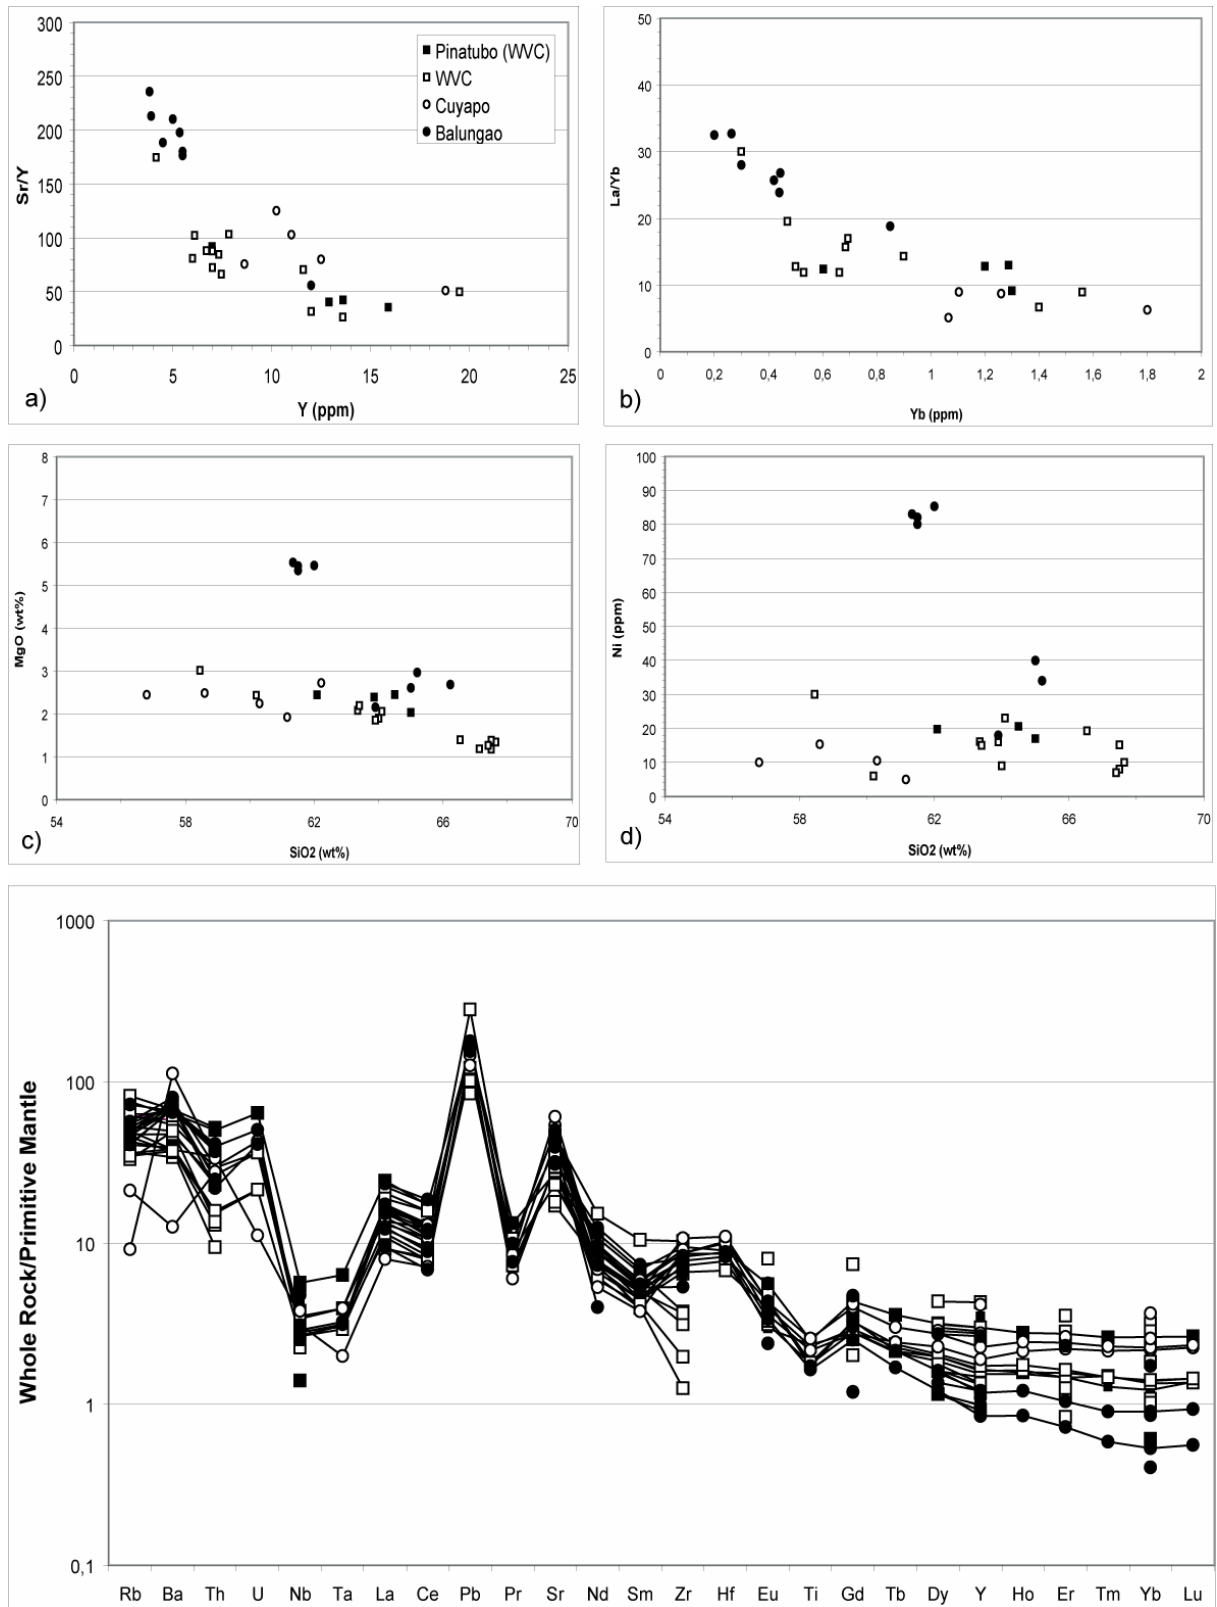 300
250
200
150
100
50
0
Sr/Y
0 5 10 15 20 25
Y (ppm)
a)
Pinatubo (WVC)
WVC
Cuyapo
Balungao
50
40
30
20
10
0
La/Yb
0 0,2 0,4 0,6 0,8 1 1,2 1,4 1,6 1,8 2
Yb (ppm)
b)
8
7
6
5
4
3
2
1
0
MgO (wt%)
54 58 62 66 70
SiO2 (wt%)
c)
100
90
80
70
60
50
40
30
20
10
0
Ni (ppm)
54 58 62 66 70
SiO2 (wt%)
d)
1000
100
10
1
0,1
Whole Rock/Primitive Mantle
Rb Ba Th U Nb Ta La Ce Pb Pr Sr Nd Sm Zr Hf Eu Ti Gd Tb Dy Y Ho Er Tm Yb Lu